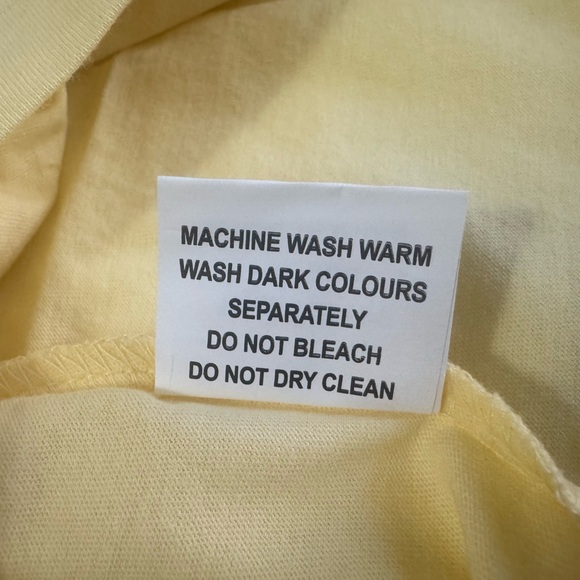 MACHINE WASH WARM
WASH DARK COLOURS
SEPARATELY
DO NOT BLEACH
DO NOT DRY CLEAN